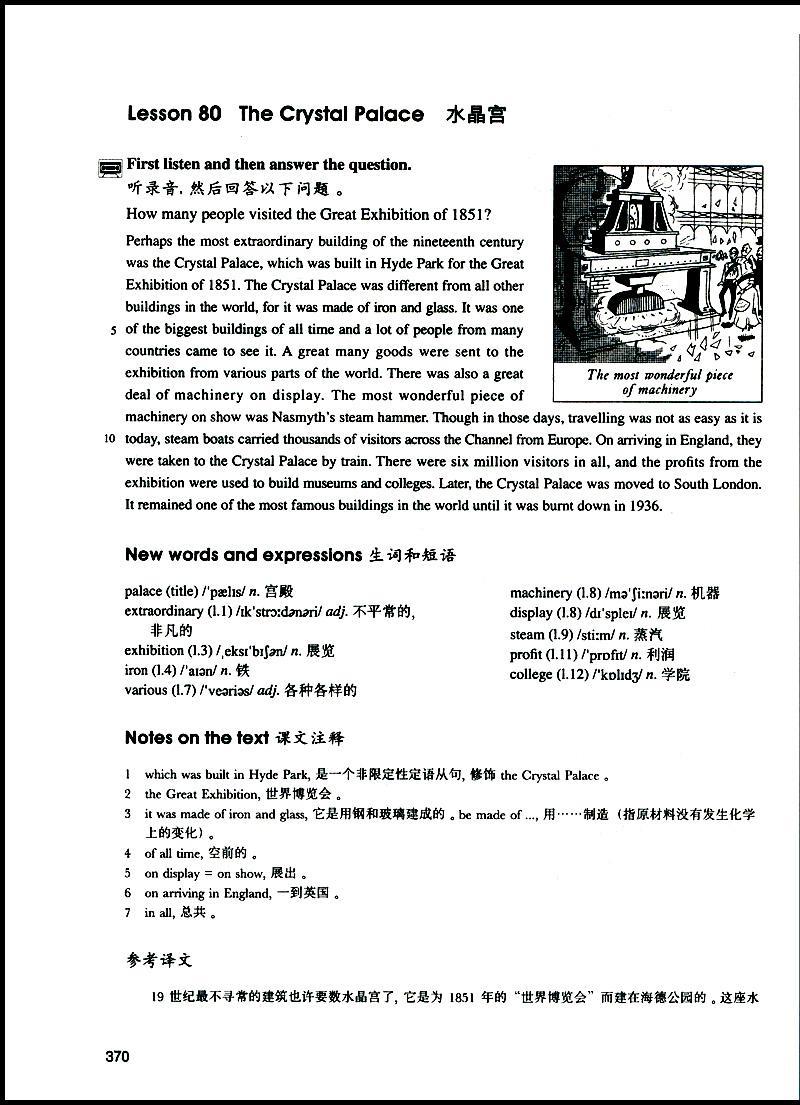 Lesson 80 The Crystal Palace 水晶宫
First listen and then answer the question.
听录音，然后回答以下问题。
How many people visited the Great Exhibition of 1851?
Perhaps the most extraordinary building of the nineteenth century
was the Crystal Palace, which was built in Hyde Park for the Great
Exhibition of 1851. The Crystal Palace was different from all other
buildings in the world, for it was made of iron and glass. It was one
5 of the biggest buildings of all time and a lot of people from many
countries came to see it. A great many goods were sent to the
exhibition from various parts of the world. There was also a great
deal of machinery on display. The most wonderful piece of
machinery on show was Nasmyth's steam hammer. Though in those days, travelling was not as easy as it is
10 today, steam boats carried thousands of visitors across the Channel from Europe. On arriving in England, they
were taken to the Crystal Palace by train. There were six million visitors in all, and the profits from the
exhibition were used to build museums and colleges. Later, the Crystal Palace was moved to South London.
It remained one of the most famous buildings in the world until it was burnt down in 1936.
The most wonderful piece
of machinery
New words and expressions 生词和短语
palace (title) /'pælɪs/ n. 宫殿
extraordinary (l.1) /ɪk'strɔ:dənəri/ adj. 不平常的,
非凡的
exhibition (l.3) /ˌeksɪ'bɪʃən/ n. 展览
iron (l.4) /'aɪən/ n. 铁
various (l.7) /'veəriəs/ adj. 各种各样的
machinery (l.8) /mə'ʃi:nəri/ n. 机器
display (l.8) /dɪ'spleɪ/ n. 展览
steam (l.9) /sti:m/ n. 蒸汽
profit (l.11) /'prɒfɪt/ n. 利润
college (l.12) /'kɒlɪdʒ/ n. 学院
Notes on the text 课文注释
1 which was built in Hyde Park, 是一个非限定性定语从句, 修饰 the Crystal Palace 。
2 the Great Exhibition, 世界博览会。
3 it was made of iron and glass, 它是用钢和玻璃建成的。be made of ..., 用……制造（指原材料没有发生化学
上的变化）。
4 of all time, 空前的。
5 on display = on show, 展出。
6 on arriving in England, 一到英国。
7 in all, 总共。
参考译文
19 世纪最不寻常的建筑也许要数水晶宫了, 它是为 1851 年的“世界博览会”而建在海德公园的。这座水
370